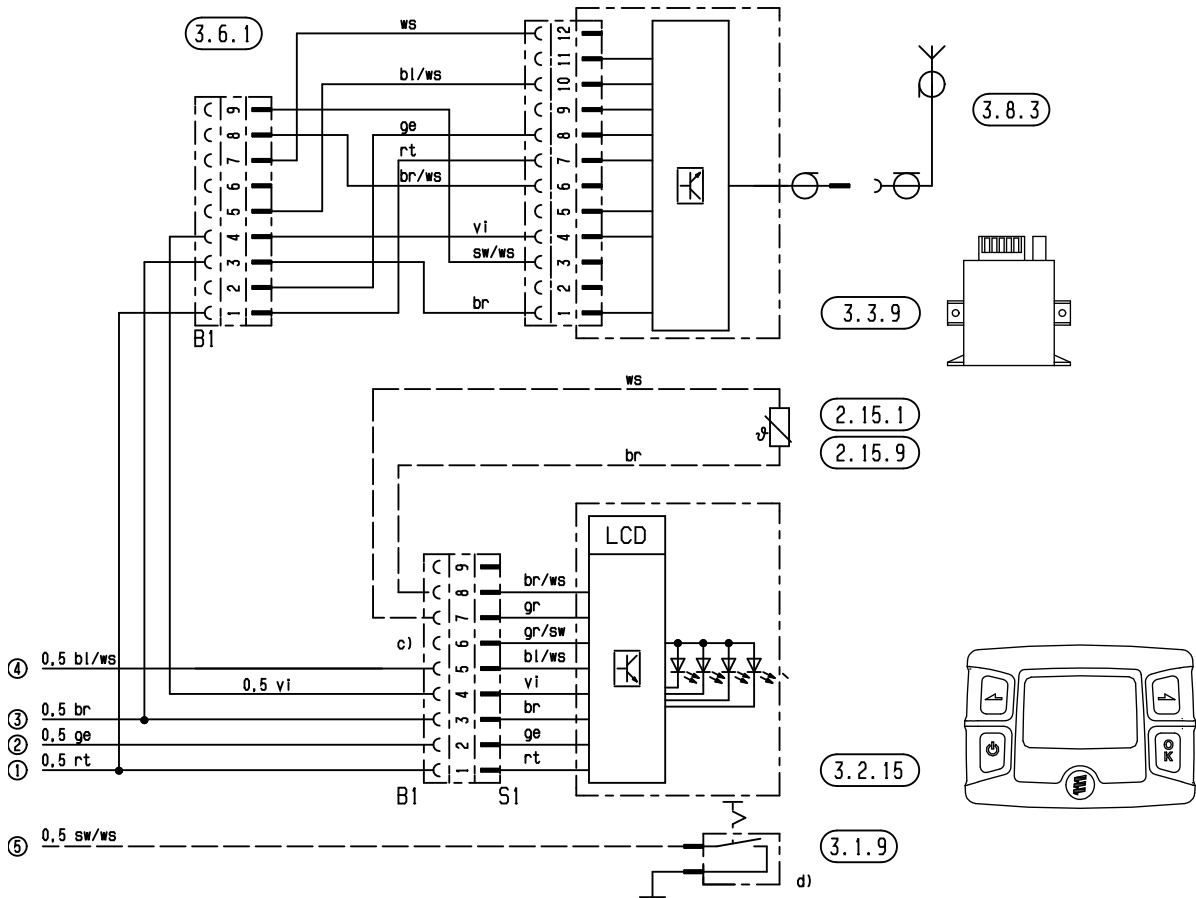 3.6.1
ws
bl/ws
ge
rt
br/ws
vi
sw/ws
br
12
11
10
9
8
7
6
5
4
3
2
1
9
8
7
6
5
4
3
2
1
B1
3.8.3
3.3.9
ws
br
ϑ
2.15.1
2.15.9
LCD
9
8
7
6
5
4
3
2
1
c)
br/ws
gr
gr/sw
bl/ws
vi
br
ge
rt
4 0,5 bl/ws
0,5 vi
3 0,5 br
2 0,5 ge
1 0,5 rt
B1 S1
3.2.15
OK
5 0,5 sw/ws
3.1.9
d)